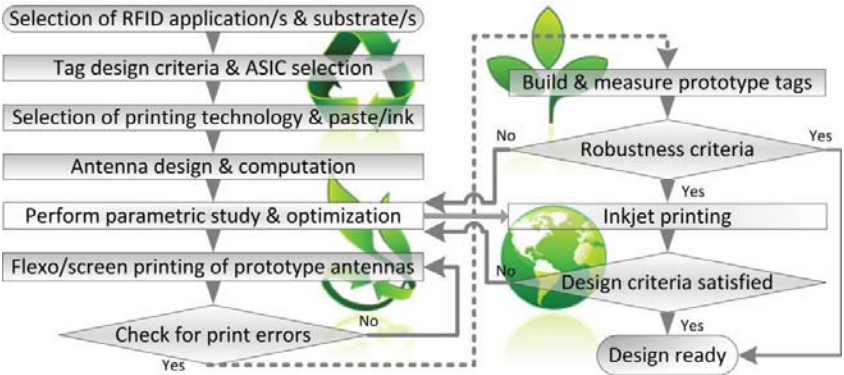 Selection of RFID application/s & substrate/s
Tag design criteria & ASIC selection
Selection of printing technology & paste/ink
Antenna design & computation
Perform parametric study & optimization
Flexo/screen printing of prototype antennas
Check for print errors
No
Yes
Build & measure prototype tags
No
Yes
Robustness criteria
Yes
Inkjet printing
No
Design criteria satisfied
Yes
Design ready